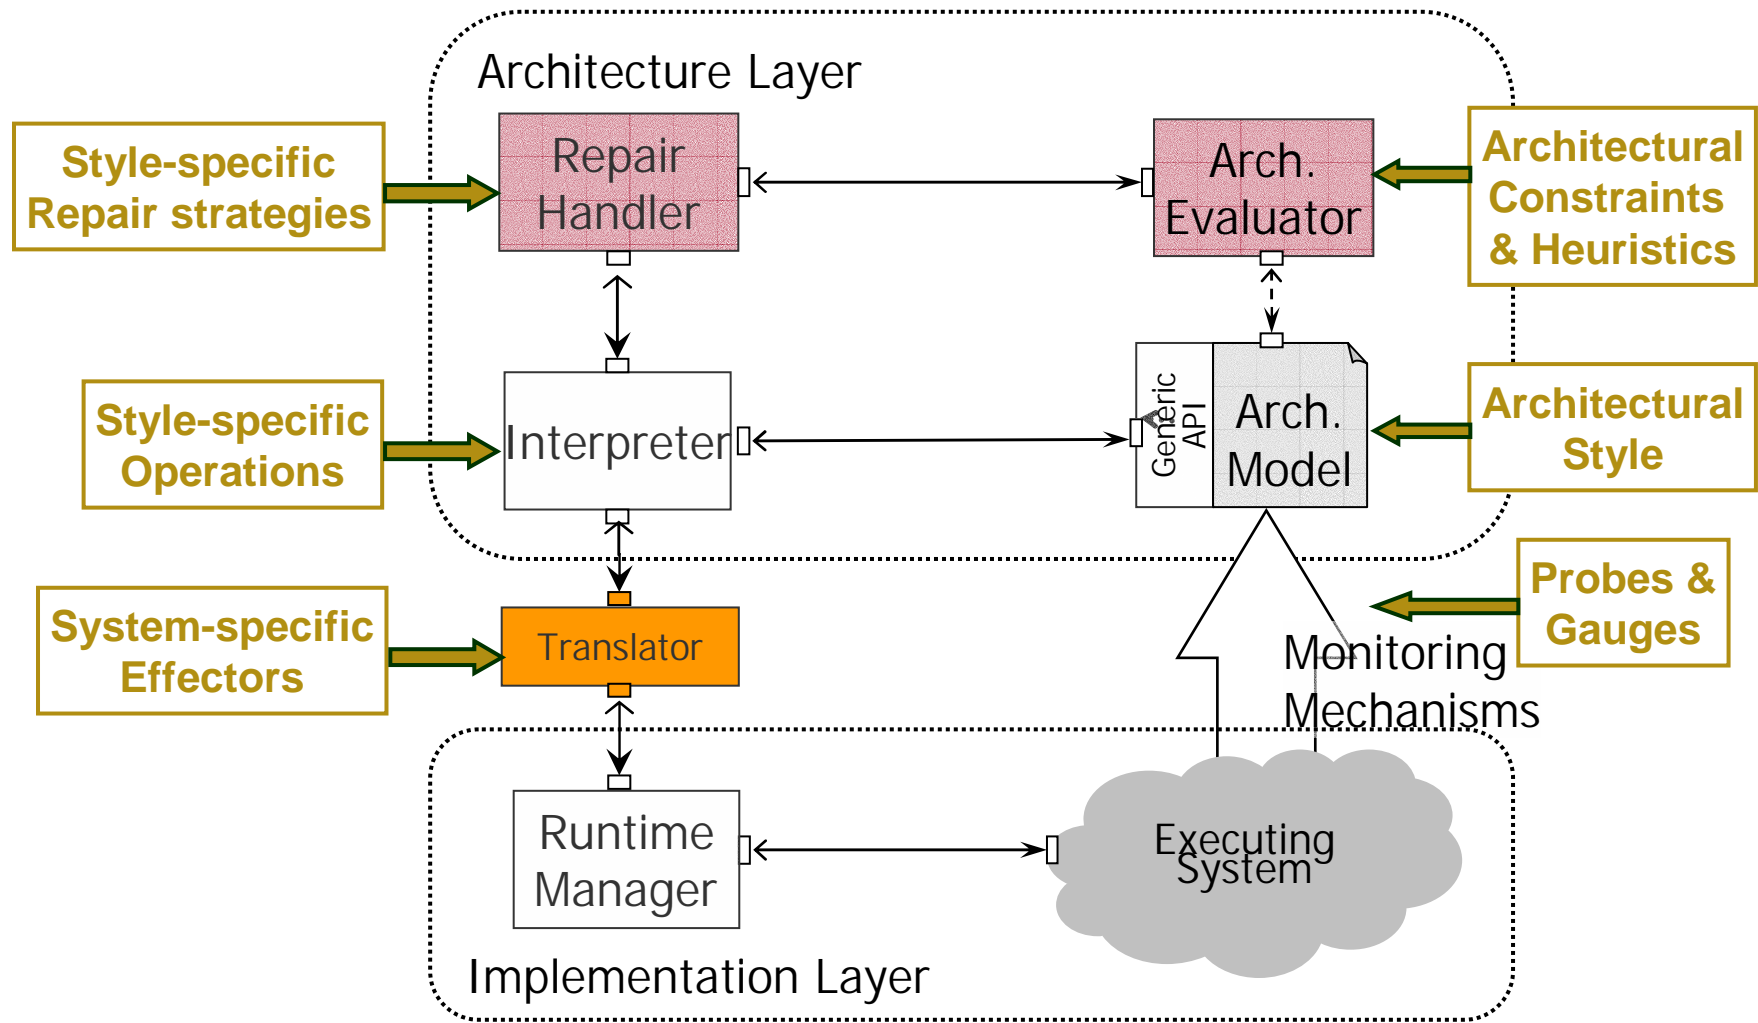 Architecture Layer
Style-specific
Repair strategies
Repair
Handler
Arch.
Evaluator
Architectural
Constraints
& Heuristics
Style-specific
Operations
Interpreter
Generic
API
Arch.
Model
Architectural
Style
System-specific
Effectors
Translator
Probes &
Gauges
Monitoring
Mechanisms
Runtime
Manager
Executing
System
Implementation Layer